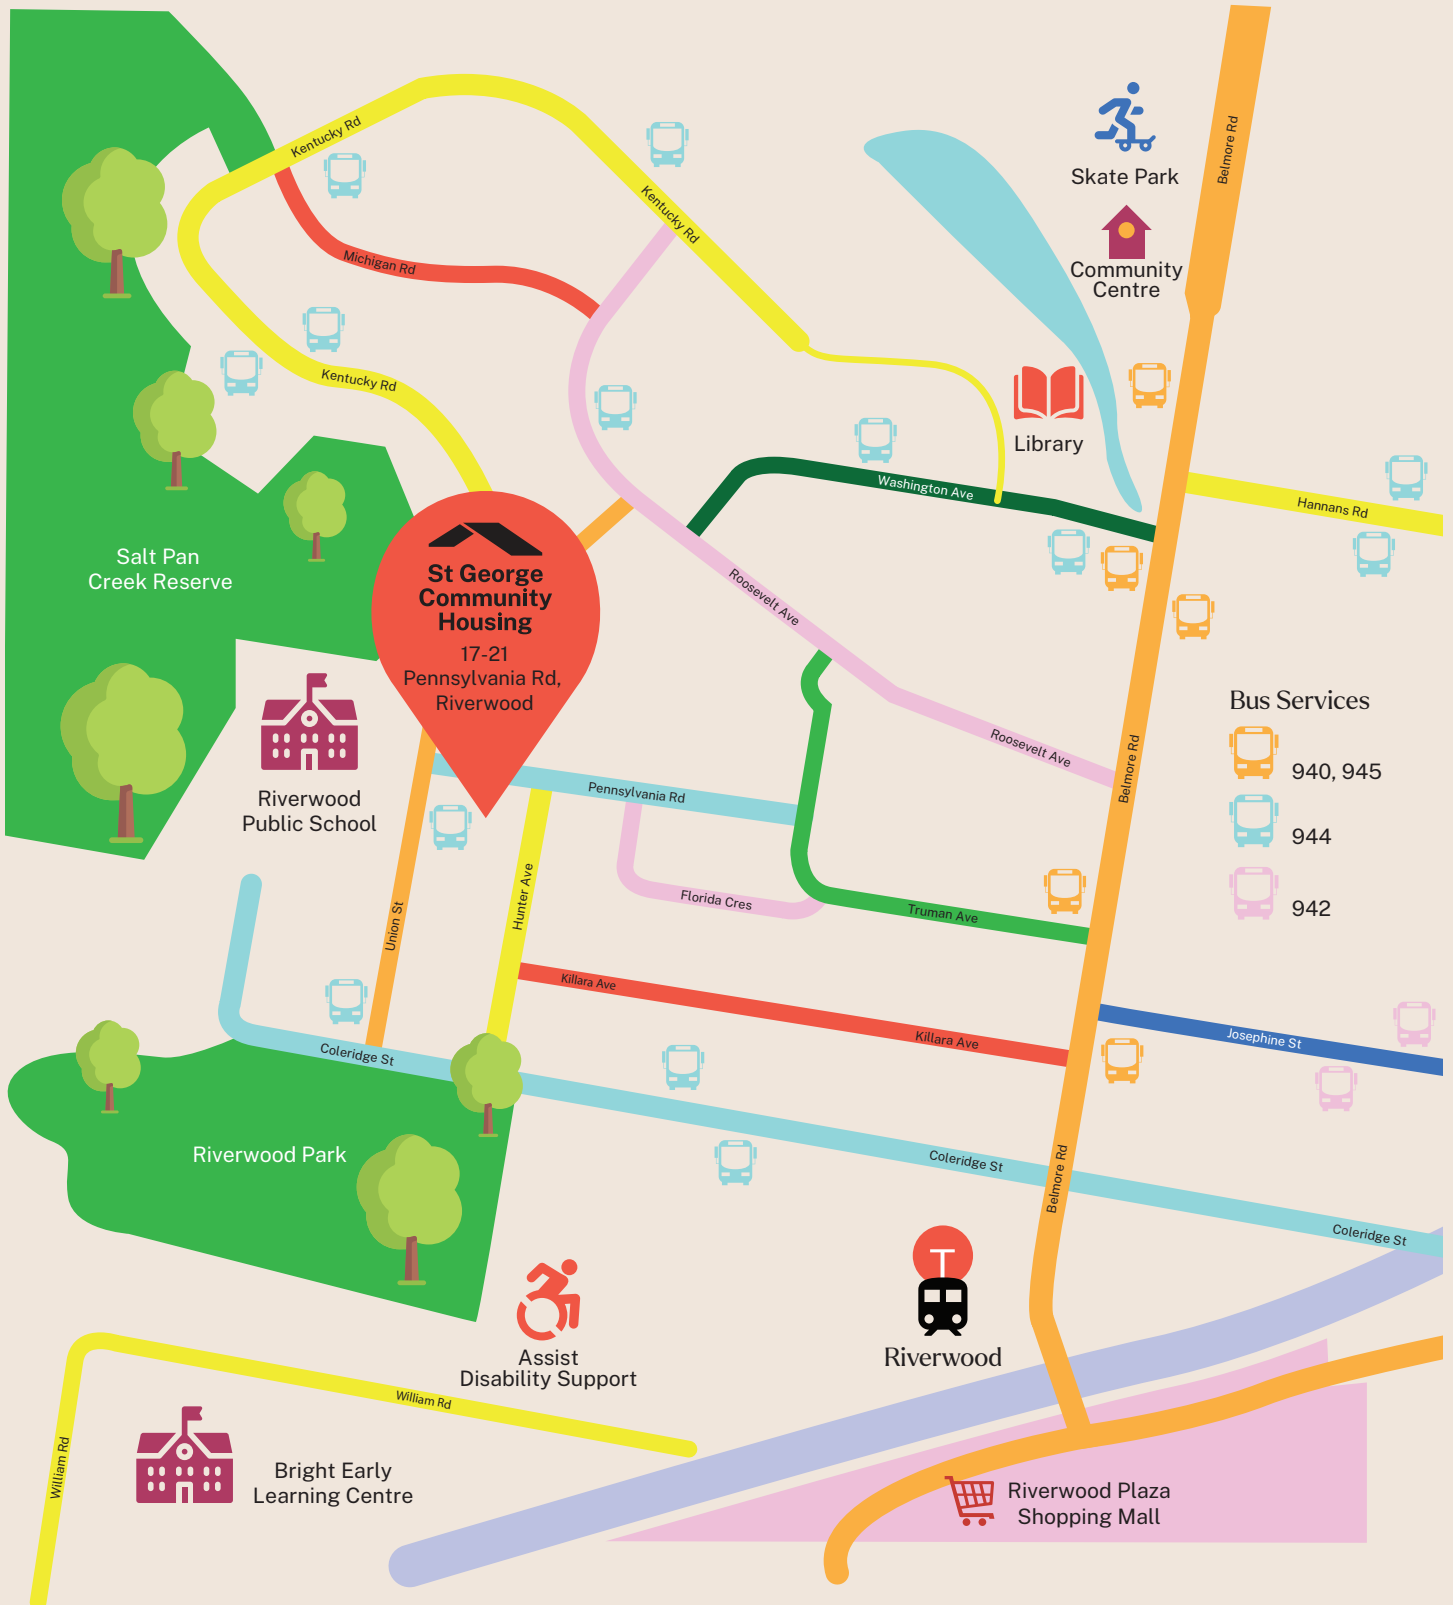 Belmore Rd
Kentucky Rd
Skate Park
Kentucky Rd
Michigan Rd
Community
Centre
Kentucky Rd
Library
Washington Ave
Hannans Rd
Salt Pan
Creek Reserve
St George
Community
Housing
17-21
Pennsylvania Rd,
Riverwood
Roosevelt Ave
Roosevelt Ave
Belmore Rd
Bus Services
940, 945
944
942
Riverwood
Public School
Pennsylvania Rd
Florida Cres
Truman Ave
Hunter Ave
Union St
Killara Ave
Killara Ave
Josephine St
Coleridge St
Riverwood Park
Coleridge St
Belmore Rd
Coleridge St
T
Riverwood
Assist
Disability Support
William Rd
William Rd
Bright Early
Learning Centre
Riverwood Plaza
Shopping Mall